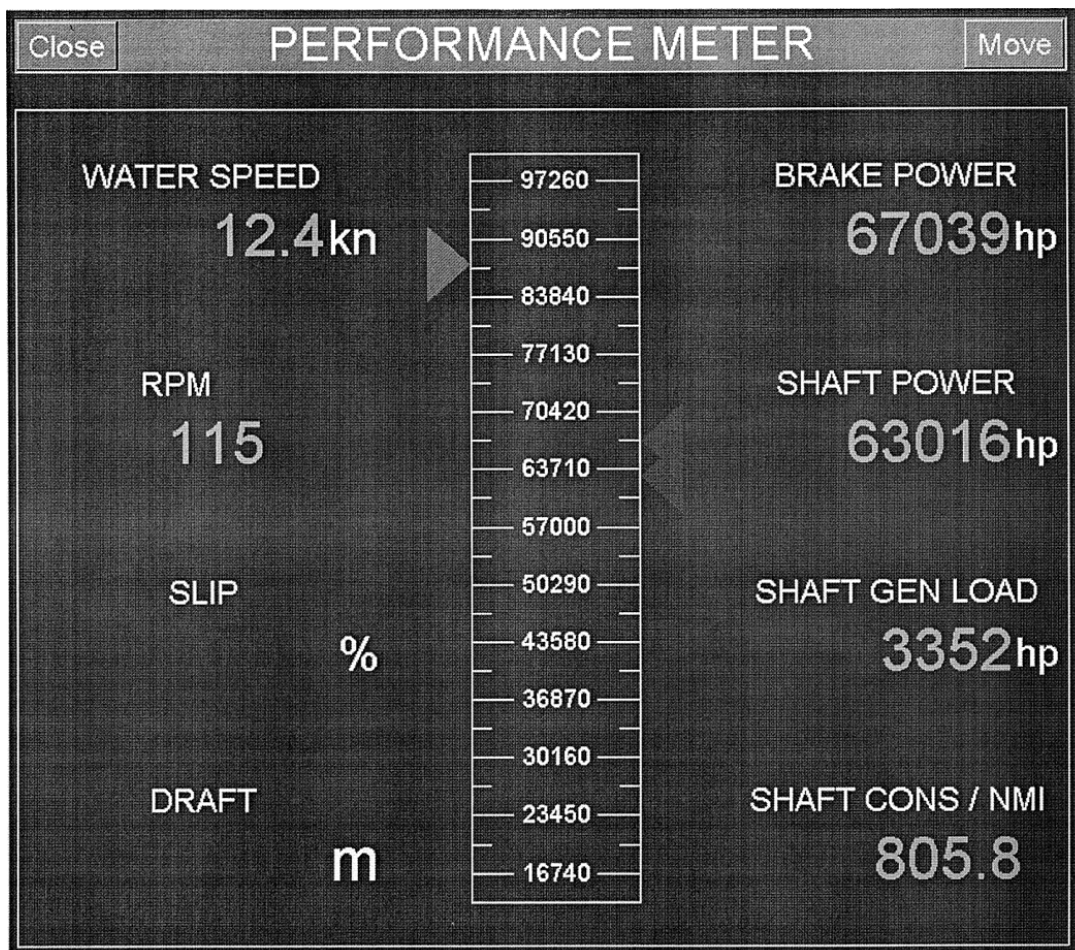 Close
PERFORMANCE METER
Move
WATER SPEED
12.4kn
RPM
115
SLIP
%
DRAFT
m
97260
90550
83840
77130
70420
63710
57000
50290
43580
36870
30160
23450
16740
BRAKE POWER
67039hp
SHAFT POWER
63016hp
SHAFT GEN LOAD
3352hp
SHAFT CONS / NMI
805.8